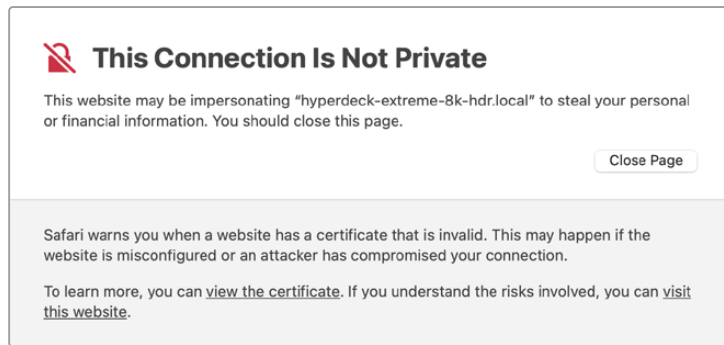 This Connection Is Not Private
This website may be impersonating “hyperdeck-extreme-8k-hdr.local” to steal your personal
or financial information. You should close this page.
Close Page
Safari warns you when a website has a certificate that is invalid. This may happen if the
website is misconfigured or an attacker has compromised your connection.
To learn more, you can view the certificate. If you understand the risks involved, you can visit
this website.